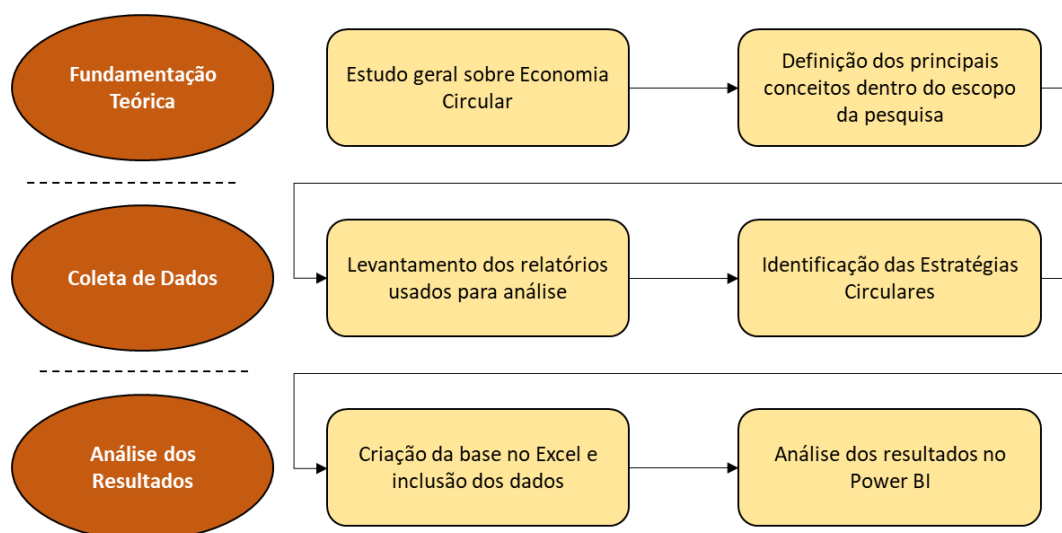 Fundamentação
Teórica
Estudo geral sobre Economia
Circular
Definição dos principais
conceitos dentro do escopo
da pesquisa
Coleta de Dados
Levantamento dos relatórios
usados para análise
Identificação das Estratégias
Circulares
Análise dos
Resultados
Criação da base no Excel e
inclusão dos dados
Análise dos resultados no
Power BI